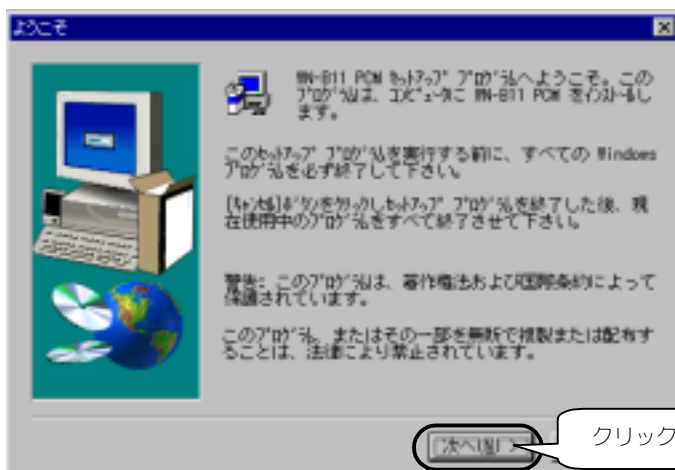 ようこそ
WN-B11 PCM ｾｯﾄｱｯﾌﾟ ﾌﾟﾛｸﾞﾗﾑへようこそ。この
ﾌﾟﾛｸﾞﾗﾑは、ｺﾝﾋﾟｭｰﾀに WN-B11 PCM をｲﾝｽﾄｰﾙし
ます。
このｾｯﾄｱｯﾌﾟ ﾌﾟﾛｸﾞﾗﾑを実行する前に、すべての Windows
ﾌﾟﾛｸﾞﾗﾑを必ず終了して下さい。
[ｷｬﾝｾﾙ]ﾎﾞﾀﾝをｸﾘｯｸしｾｯﾄｱｯﾌﾟ ﾌﾟﾛｸﾞﾗﾑを終了した後、現
在使用中のﾌﾟﾛｸﾞﾗﾑをすべて終了させて下さい。
警告: このﾌﾟﾛｸﾞﾗﾑは、著作権法および国際条約によって
保護されています。
このﾌﾟﾛｸﾞﾗﾑ、またはその一部を無断で複製または配布す
ることは、法律により禁止されています。
次へ(N) >
クリック